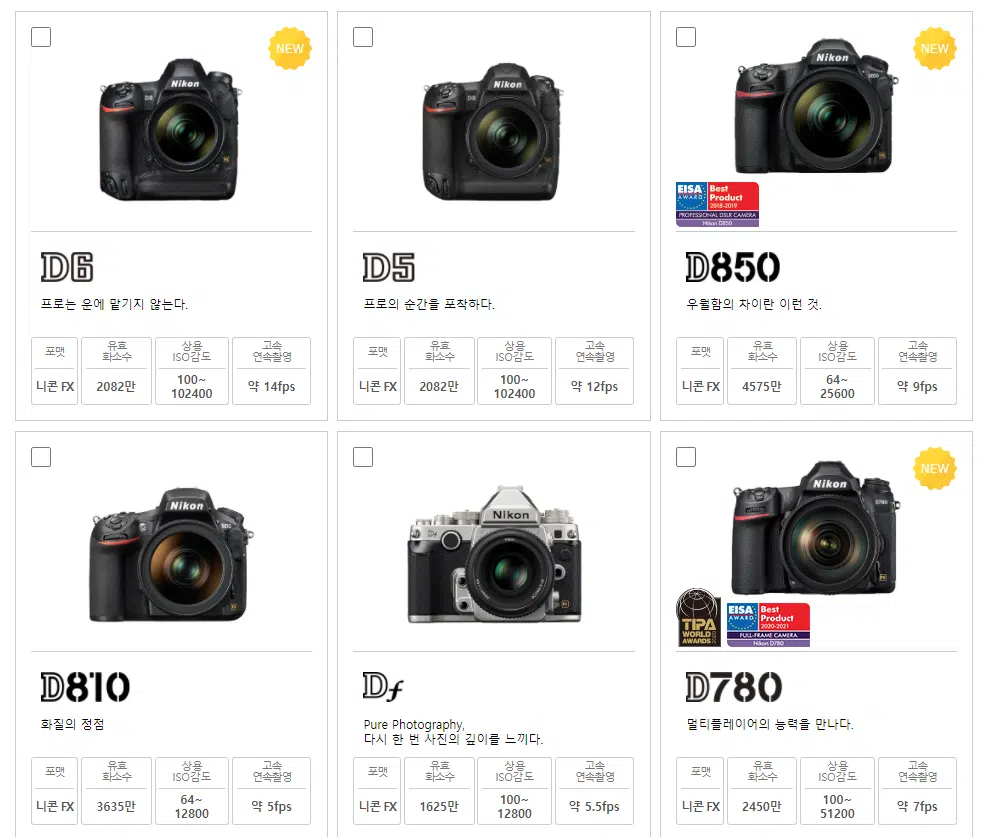 NEW
Nikon
D6
D6
프로는 운에 맡기지 않는다.
포맷
유효
화소수
상용
ISO감도
고속
연속촬영
니콘 FX
2082만
100~
102400
약 14fps
Nikon
D5
D5
프로의 순간을 포착하다.
포맷
유효
화소수
상용
ISO감도
고속
연속촬영
니콘 FX
2082만
100~
102400
약 12fps
NEW
Nikon
D850
EISA
AWARD
Best
Product
2018-2019
PROFESSIONAL DSLR CAMERA
Nikon D850
D850
우월함의 차이란 이런 것.
포맷
유효
화소수
상용
ISO감도
고속
연속촬영
니콘 FX
4575만
64~
25600
약 9fps
Nikon
D810
화질의 정점
포맷
유효
화소수
상용
ISO감도
고속
연속촬영
니콘 FX
3635만
64~
12800
약 5fps
Nikon
Df
Df
Pure Photography,
다시 한 번 사진의 깊이를 느끼다.
포맷
유효
화소수
상용
ISO감도
고속
연속촬영
니콘 FX
1625만
100~
12800
약 5.5fps
NEW
Nikon
D780
TIPA
WORLD
AWARDS
EISA
AWARD
Best
Product
2020-2021
FULL-FRAME CAMERA
Nikon D780
D780
멀티플레이어의 능력을 만나다.
포맷
유효
화소수
상용
ISO감도
고속
연속촬영
니콘 FX
2450만
100~
51200
약 7fps